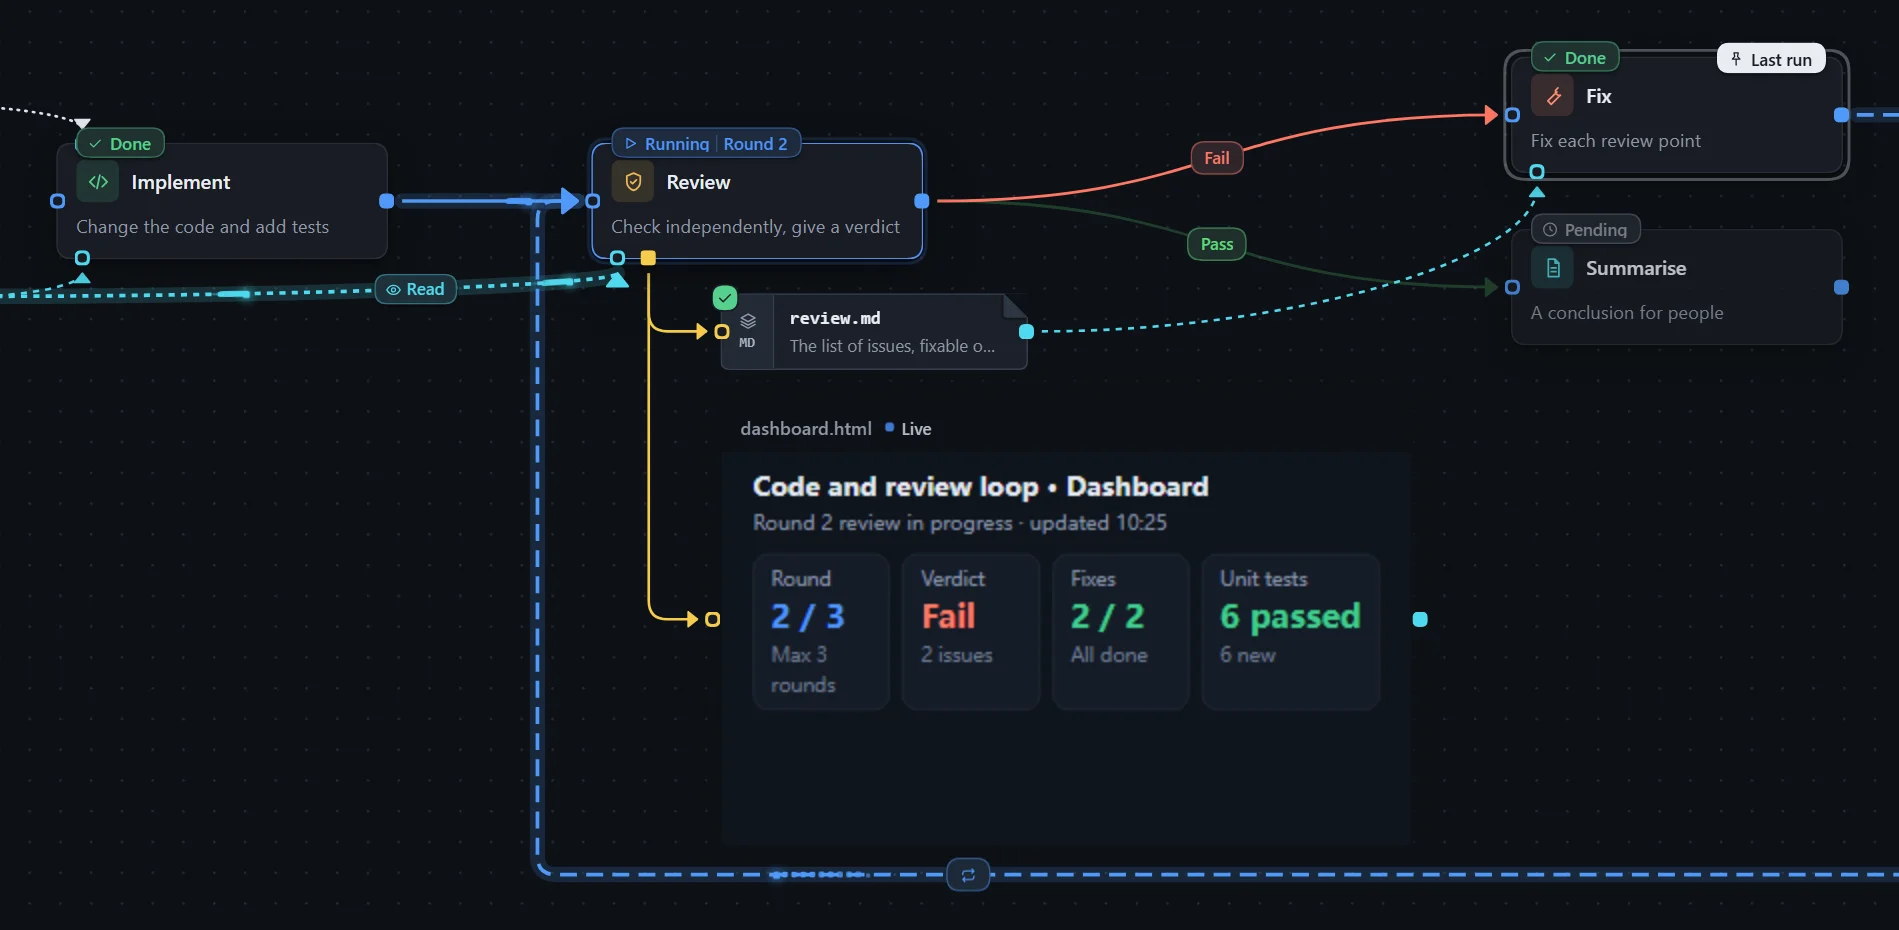 Done
Implement
Change the code and add tests
Running | Round 2
Review
Check independently, give a verdict
Read
Fail
Pass
Done
Last run
Fix
Fix each review point
Pending
Summarise
A conclusion for people
MD
review.md
The list of issues, fixable o...
dashboard.html
Live
Code and review loop • Dashboard
Round 2 review in progress · updated 10:25
Round
2 / 3
Max 3
rounds
Verdict
Fail
2 issues
Fixes
2 / 2
All done
Unit tests
6 passed
6 new